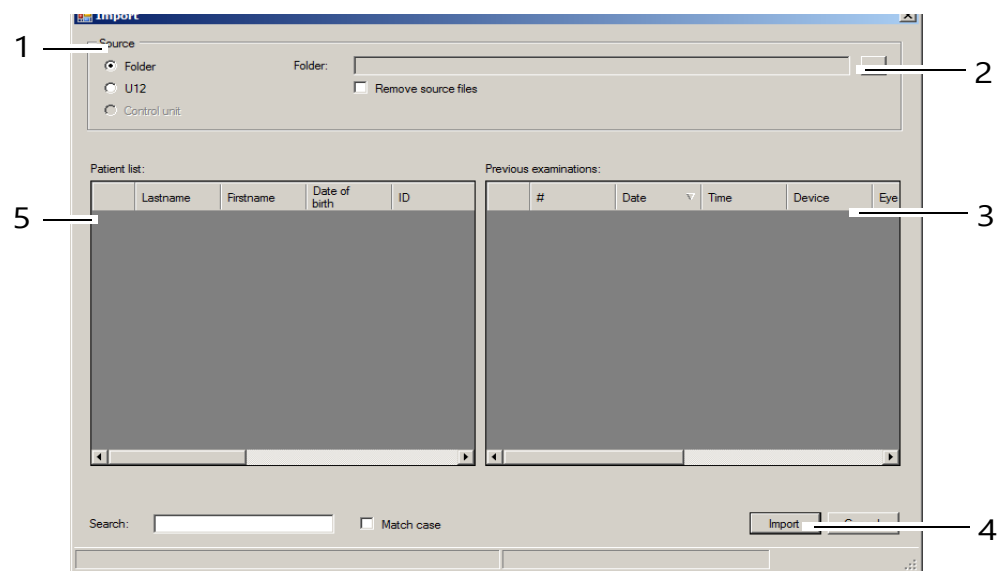 Import
1
Source
Folder
Folder:
2
U12
Remove source files
Control unit
Patient list:
Previous examinations:
Lastname
Firstname
Date of
birth
ID
#
Date
Time
Device
Eye
5
3
Search:
Match case
Import
4